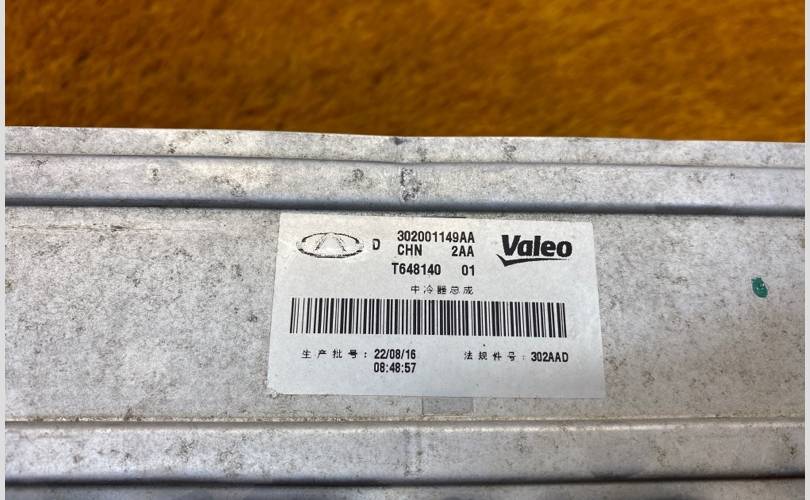 D 302001149AA
CHN 2AA
Valeo
T648140 01
中冷器总成
生产批号: 22/08/16
08:48:57
法规件号: 302AAD